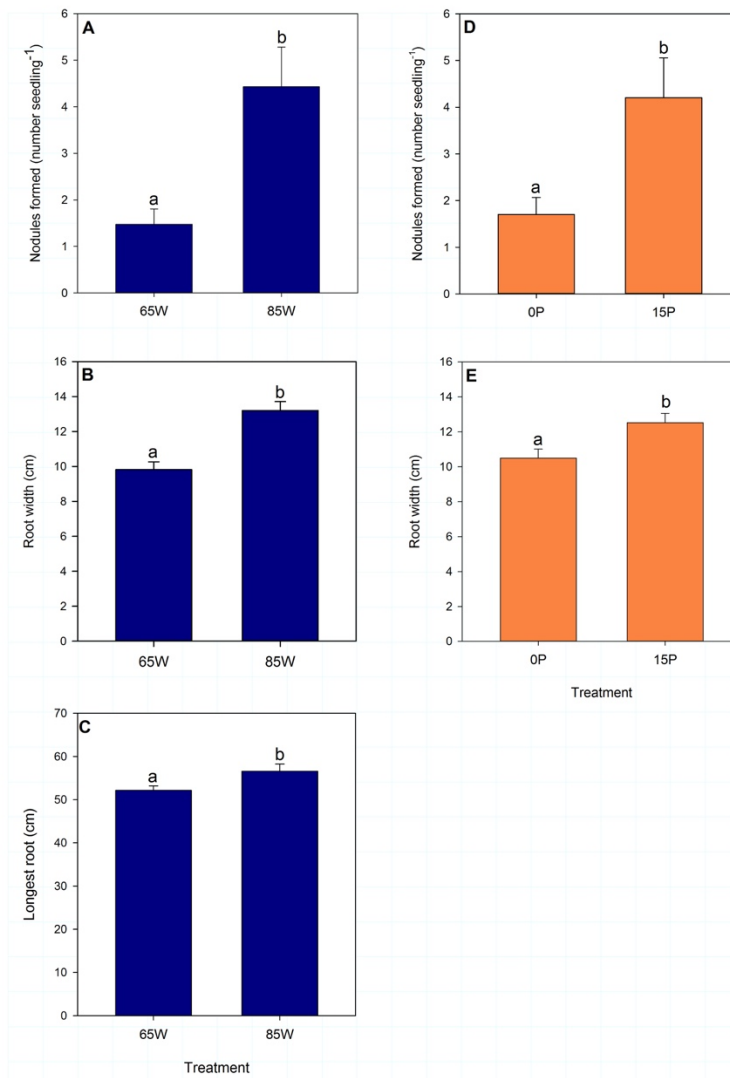 A
Nodules formed (number seedling-1)
6
5
4
3
2
1
0
a
b
65W
85W
D
Nodules formed (number seedling-1)
6
5
4
3
2
1
0
a
b
0P
15P
B
Root width (cm)
16
14
12
10
8
6
4
2
0
a
b
65W
85W
E
Root width (cm)
16
14
12
10
8
6
4
2
0
a
b
0P
15P
Treatment
C
Longest root (cm)
70
60
50
40
30
20
10
0
a
b
65W
85W
Treatment